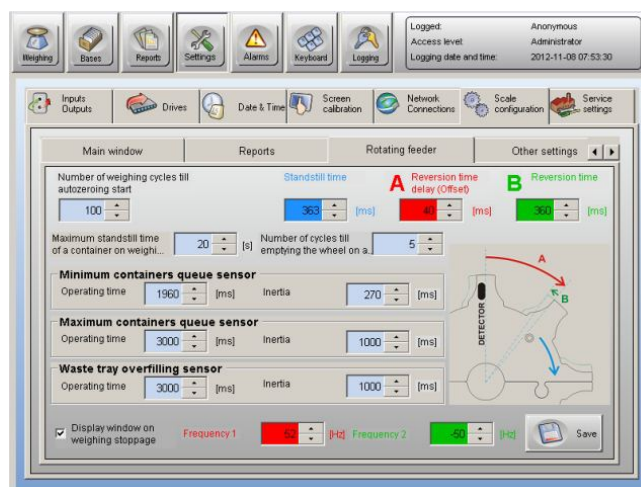 Logged: Anonymous
Access level: Administrator
Logging date and time: 2012-11-08 07:53:30
Weighing Bases Reports Settings Alarms Keyboard Logging
Inputs Outputs
Drives
Date & Time
Screen calibration
Network Connections
Scale configuration
Service settings
Main window Reports Rotating feeder Other settings
Number of weighing cycles till
autozeroing start
100
Standstill time
363 [ms]
A Reversion time
delay (Offset)
40 [ms]
B Reversion time
360 [ms]
Maximum standstill time
of a container on weighi...
20 [s]
Number of cycles till
emptying the wheel on a..
5
Minimum containers queue sensor
Operating time 1960 [ms] Inertia 270 [ms]
Maximum containers queue sensor
Operating time 3000 [ms] Inertia 1000 [ms]
Waste tray overfilling sensor
Operating time 3000 [ms] Inertia 1000 [ms]
A
B
DETECTOR
Display window on
weighing stoppage
Frequency 1 52 [Hz] Frequency 2 -50 [Hz]
Save